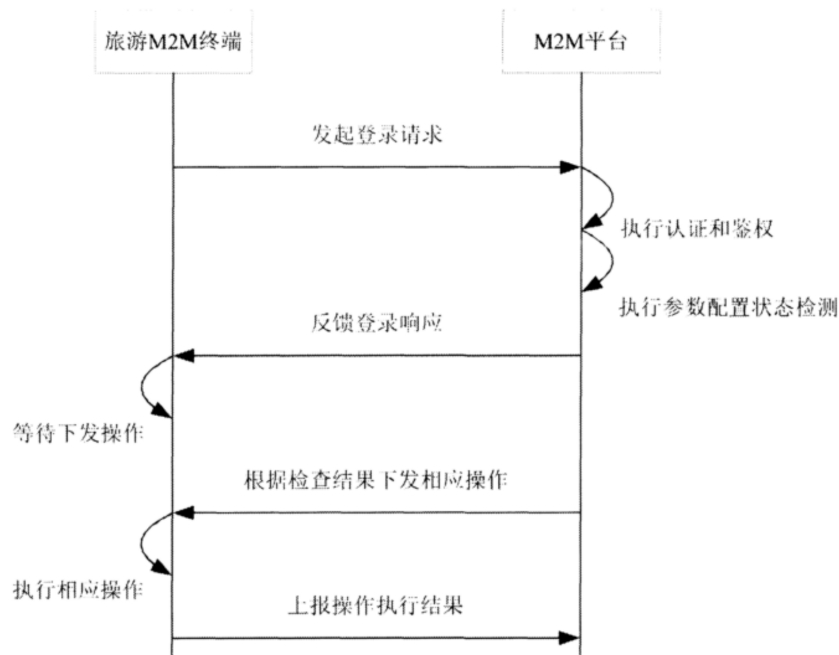 旅游M2M终端
M2M平台
发起登录请求
执行认证和鉴权
执行参数配置状态检测
反馈登录响应
等待下发操作
根据检查结果下发相应操作
执行相应操作
上报操作执行结果